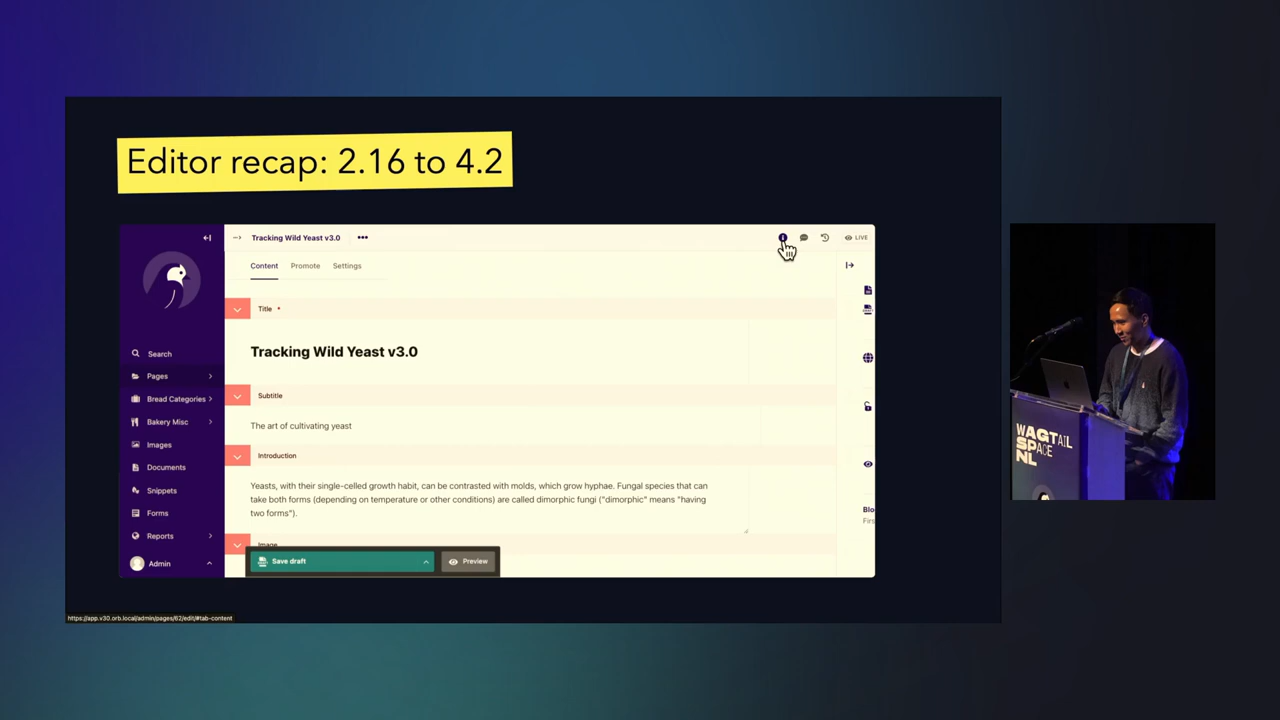 Editor recap: 2.16 to 4.2
Tracking Wild Yeast v3.0
LIVE
Content Promote Settings
Title *
Tracking Wild Yeast v3.0
Subtitle
The art of cultivating yeast
Introduction
Yeasts, with their single-celled growth habit, can be contrasted with molds, which grow hyphae. Fungal species that can
take both forms (depending on temperature or other conditions) are called dimorphic fungi ("dimorphic" means "having
two forms").
Image
Save draft
Preview
Search
Pages
Bread Categories
Bakery Misc
Images
Documents
Snippets
Forms
Reports
Admin
Blo
Firs
https://app.v30.orb.local/admin/pages/62/edit/#tab-content
WAGTAIL
SPACE
NL